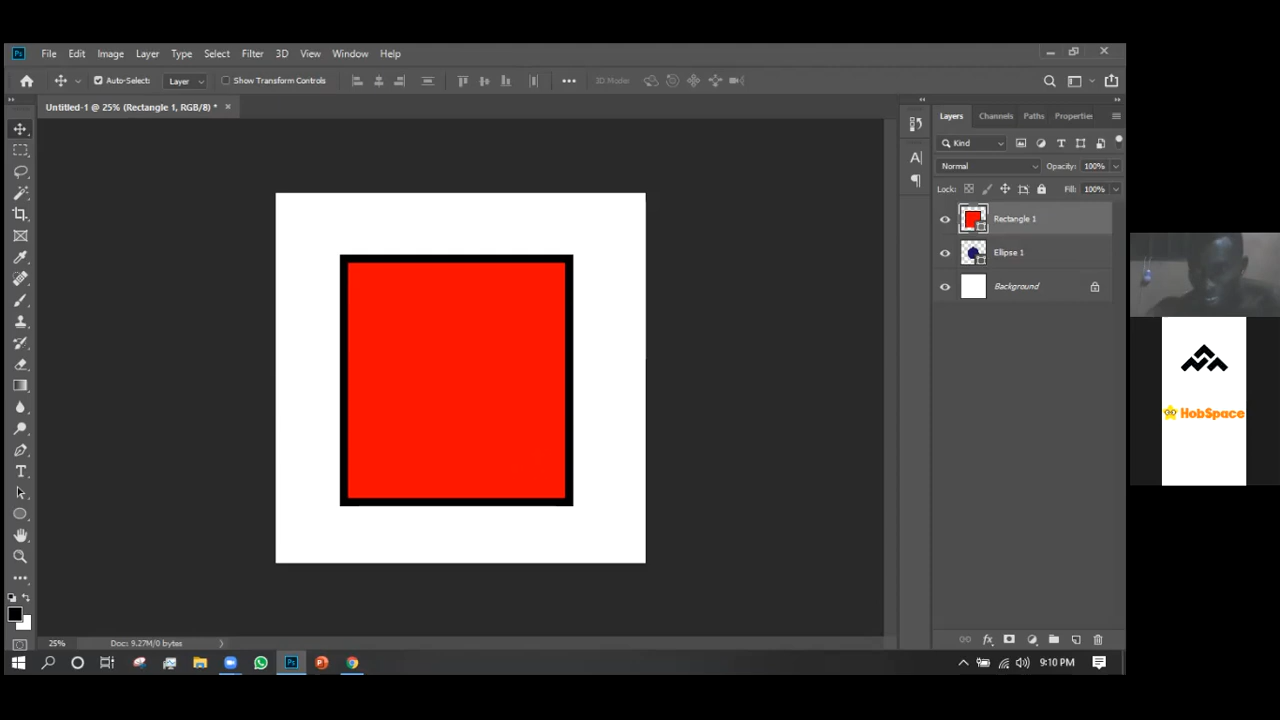 Ps File Edit Image Layer Type Select Filter 3D View Window Help
Auto-Select: Layer Show Transform Controls 3D Mode:
Untitled-1 @ 25% (Rectangle 1, RGB/8) * ×
Layers Channels Paths Properties
Kind
Normal Opacity: 100%
Lock: Fill: 100%
Rectangle 1
Ellipse 1
Background
HobSpace
25% Doc: 9.27M/0 bytes
9:10 PM